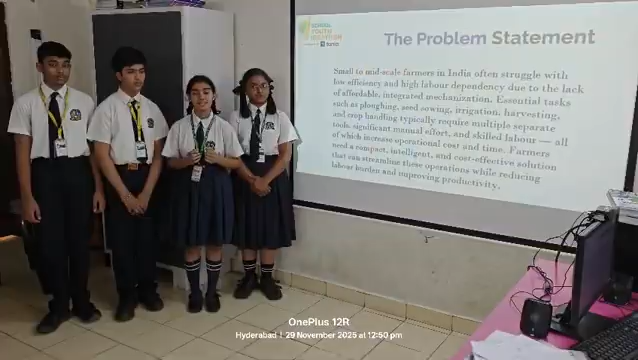 SCHOOL
The Problem Statement
Small to mid-scale farmers in India often struggle with
low efficiency and high labour dependency due to the lack
of affordable, integrated mechanization. Essential tasks
such as ploughing, seed sowing, irrigation, harvesting,
and crop handling typically require multiple separate
tools, significant manual effort, and skilled labour — all
of which increase operational cost and time. Farmers
need a compact, intelligent, and cost-effective solution
that can streamline these operations while reducing
labour burden and improving productivity.
OnePlus 12R
Hyderabad | 29 November 2025 at 12:50 pm